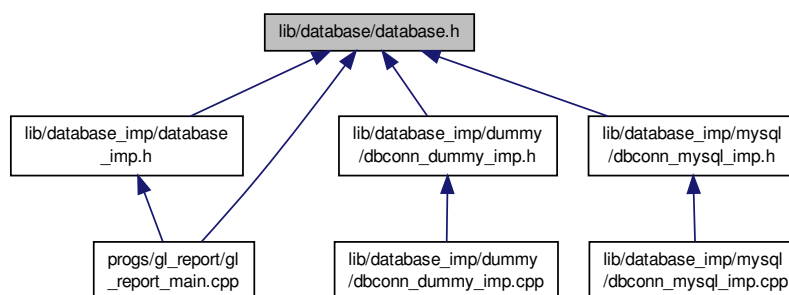 lib/database/database.h
lib/database_imp/database
_imp.h
lib/database_imp/dummy
/dbconn_dummy_imp.h
lib/database_imp/mysql
/dbconn_mysql_imp.h
progs/gl_report/gl
_report_main.cpp
lib/database_imp/dummy
/dbconn_dummy_imp.cpp
lib/database_imp/mysql
/dbconn_mysql_imp.cpp